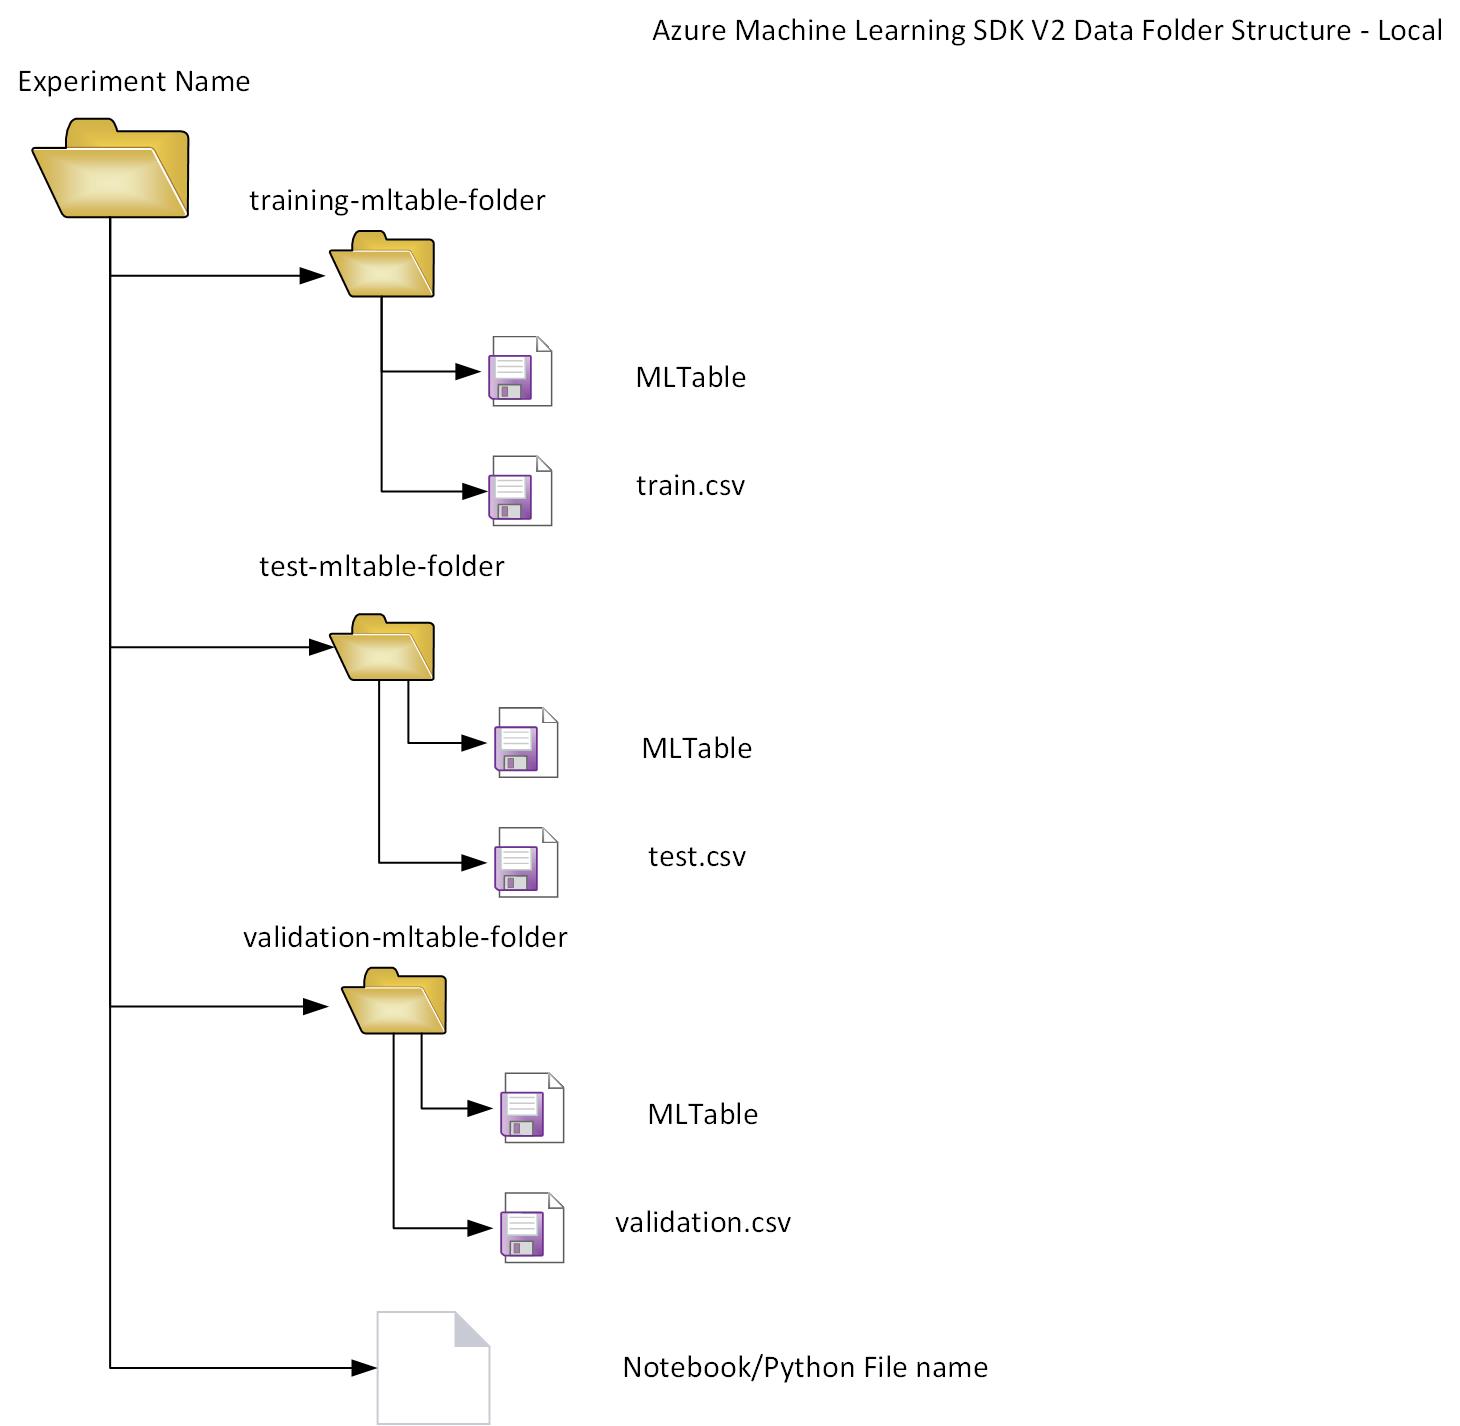 Azure Machine Learning SDK V2 Data Folder Structure - Local
Experiment Name
training-mltable-folder
MLTable
train.csv
test-mltable-folder
MLTable
test.csv
validation-mltable-folder
MLTable
validation.csv
Notebook/Python File name